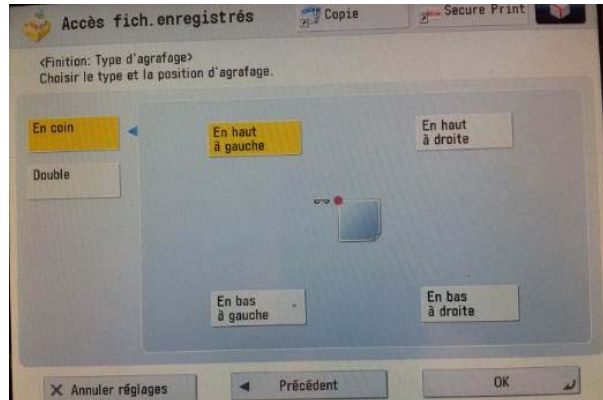 Accès fich.enregistrés
Copie
Secure Print
<Finition: Type d'agrafage>
Choisir le type et la position d'agrafage.
En coin
En haut
à gauche
En haut
à droite
Double
En bas
à gauche
En bas
à droite
Annuler réglages
Précédent
OK